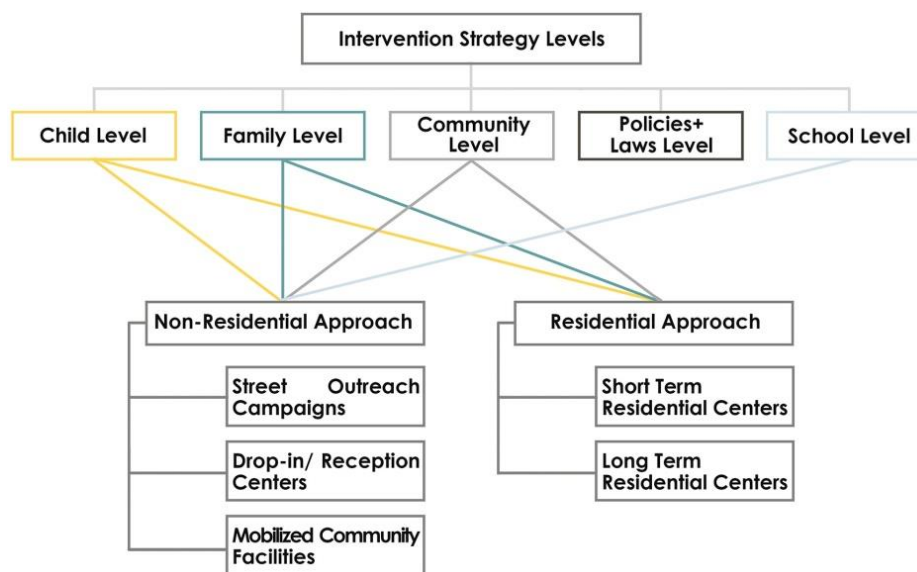 Intervention Strategy Levels
Child Level
Family Level
Community
Level
Policies+
Laws Level
School Level
Non-Residential Approach
Residential Approach
Street Outreach
Campaigns
Short Term
Residential Centers
Drop-in/ Reception
Centers
Long Term
Residential Centers
Mobilized Community
Facilities